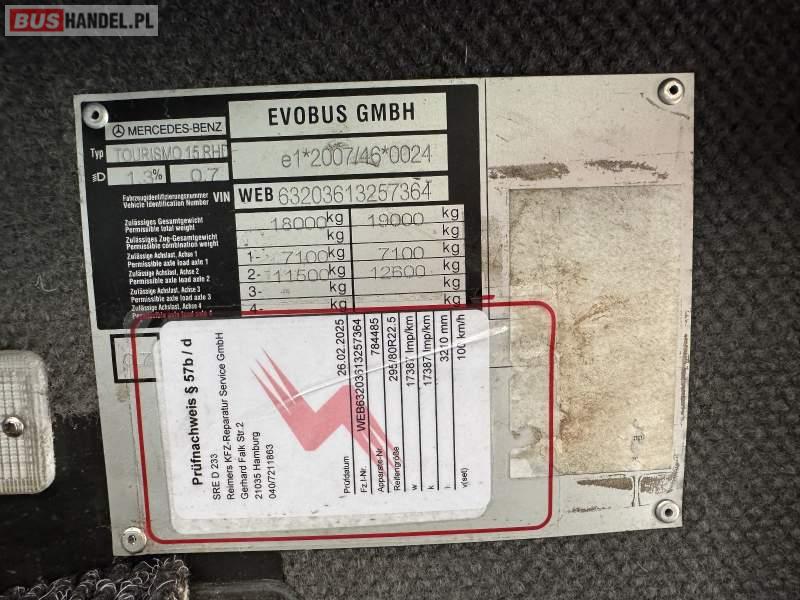 BUSHANDEL.PL
MERCEDES-BENZ
EVOBUS GMBH
Typ TOURISMO 15 RHD
e1*2007/46*0024
1.3% 0.7
Fahrzeugidentifizierungsnummer
Vehicle Identification Number
VIN WEB 63203613257364
Zulässiges Gesamtgewicht
Permissible total weight
18000 kg 19000 kg
Zulässiges Zug-Gesamtgewicht
Permissible combination weight
kg kg
Zulässige Achslast, Achse 1
Permissible axle load axle 1
1- 7100 kg 7100 kg
Zulässige Achslast, Achse 2
Permissible axle load axle 2
2- 11500 kg 12600 kg
Zulässige Achslast, Achse 3
Permissible axle load axle 3
3- kg kg
Zulässige Achslast, Achse 4
4- kg
0.7
Prüfnachweis § 57b / d
SRE D 233
Reimers KFZ-Reparatur Service GmbH
Gerhard Falk Str.2
21035 Hamburg
040/7211863
Prüfdatum 26.02.2025
Fz.I-Nr. WEB63203613257364
Apparate-Nr 784485
Reifengröße 295/80R22.5
w 17387 Imp/km
k 17387 Imp/km
l 3210 mm
v(set) 100 km/h